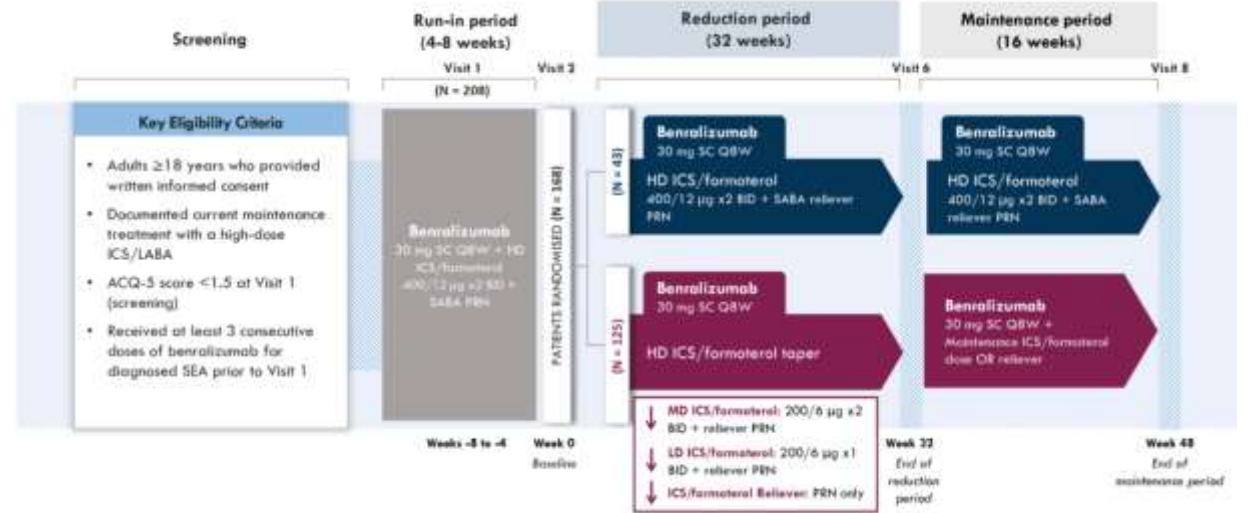 Screening
Run-in period
(4-8 weeks)
Reduction period
(32 weeks)
Maintenance period
(16 weeks)
Visit 1
Visit 2
Visit 6
Visit 8
(N = 208)
Key Eligibility Criteria
• Adults ≥18 years who provided
written informed consent
• Documented current maintenance
treatment with a high-dose
ICS/LABA
• ACQ-5 score <1.5 at Visit 1
(screening)
• Received at least 3 consecutive
doses of benralizumab for
diagnosed SEA prior to Visit 1
Benralizumab
30 mg SC Q8W + HD
ICS/formoterol
400/12 µg x2 BID +
SABA PRN
PATIENTS RANDOMISED (N = 168)
(N = 43)
Benralizumab
30 mg SC Q8W
HD ICS/formoterol
400/12 µg x2 BID + SABA reliever
PRN
Benralizumab
30 mg SC Q8W
HD ICS/formoterol
400/12 µg x2 BID + SABA
reliever PRN
(N = 125)
Benralizumab
30 mg SC Q8W
HD ICS/formoterol taper
Benralizumab
30 mg SC Q8W +
Maintenance ICS/formoterol
dose OR reliever
MD ICS/formoterol: 200/6 µg x2
BID + reliever PRN
LD ICS/formoterol: 200/6 µg x1
BID + reliever PRN
ICS/formoterol Reliever: PRN only
Weeks -8 to -4
Week 0
Baseline
Week 32
End of
reduction
period
Week 48
End of
maintenance period